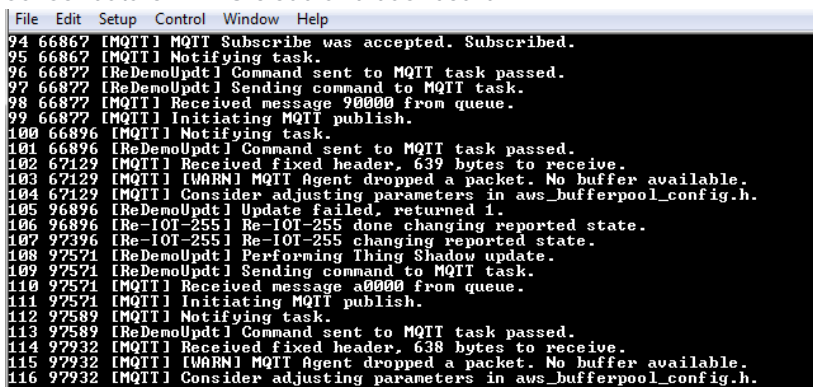 File Edit Setup Control Window Help
94 66867 [MQTT] MQTT Subscribe was accepted. Subscribed.
95 66867 [MQTT] Notifying task.
96 66877 [ReDemoUpdt] Command sent to MQTT task passed.
97 66877 [ReDemoUpdt] Sending command to MQTT task.
98 66877 [MQTT] Received message 90000 from queue.
99 66877 [MQTT] Initiating MQTT publish.
100 66896 [MQTT] Notifying task.
101 66896 [ReDemoUpdt] Command sent to MQTT task passed.
102 67129 [MQTT] Received fixed header, 639 bytes to receive.
103 67129 [MQTT] [WARN] MQTT Agent dropped a packet. No buffer available.
104 67129 [MQTT] Consider adjusting parameters in aws_bufferpool_config.h.
105 96896 [ReDemoUpdt] Update failed, returned 1.
106 96896 [Re-IOT-255] Re-IOT-255 done changing reported state.
107 97396 [Re-IOT-255] Re-IOT-255 changing reported state.
108 97571 [ReDemoUpdt] Performing Thing Shadow update.
109 97571 [ReDemoUpdt] Sending command to MQTT task.
110 97571 [MQTT] Received message a0000 from queue.
111 97571 [MQTT] Initiating MQTT publish.
112 97589 [MQTT] Notifying task.
113 97589 [ReDemoUpdt] Command sent to MQTT task passed.
114 97932 [MQTT] Received fixed header, 638 bytes to receive.
115 97932 [MQTT] [WARN] MQTT Agent dropped a packet. No buffer available.
116 97932 [MQTT] Consider adjusting parameters in aws_bufferpool_config.h.